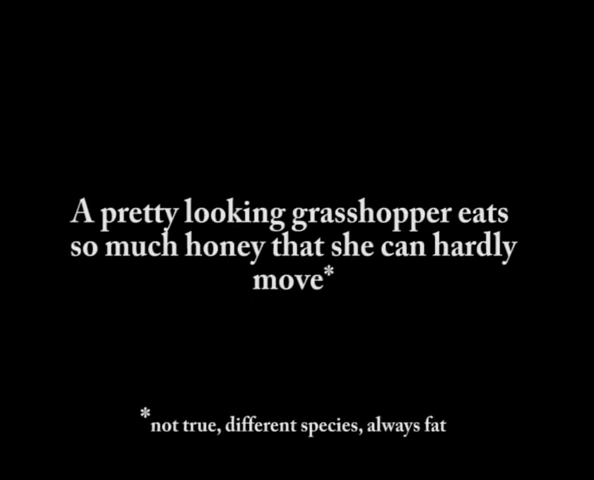 A pretty looking grasshopper eats
so much honey that she can hardly
move*
*not true, different species, always fat